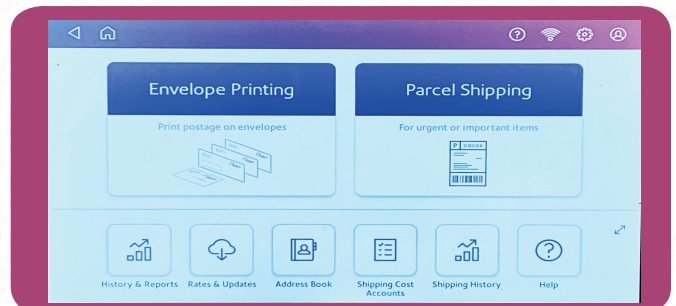 Envelope Printing
Parcel Shipping
Print postage on envelopes
For urgent or important items
P
History & Reports
Rates & Updates
Address Book
Shipping Cost
Accounts
Shipping History
Help